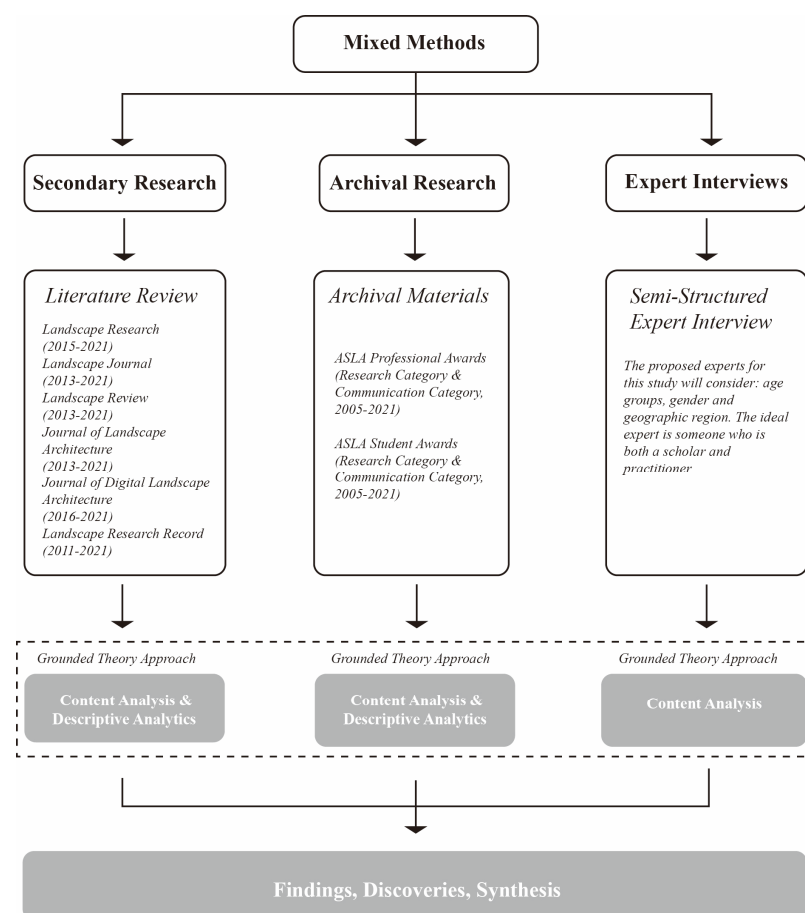 Mixed Methods
Secondary Research
Archival Research
Expert Interviews
Literature Review
Landscape Research
(2015-2021)
Landscape Journal
(2013-2021)
Landscape Review
(2013-2021)
Journal of Landscape
Architecture
(2013-2021)
Journal of Digital Landscape
Architecture
(2016-2021)
Landscape Research Record
(2011-2021)
Archival Materials
ASLA Professional Awards
(Research Category &
Communication Category,
2005-2021)
ASLA Student Awards
(Research Category &
Communication Category,
2005-2021)
Semi-Structured
Expert Interview
The proposed experts for
this study will consider: age
groups, gender and
geographic region. The ideal
expert is someone who is
both a scholar and
practitioner
Grounded Theory Approach
Content Analysis &
Descriptive Analytics
Grounded Theory Approach
Content Analysis &
Descriptive Analytics
Grounded Theory Approach
Content Analysis
Findings, Discoveries, Synthesis